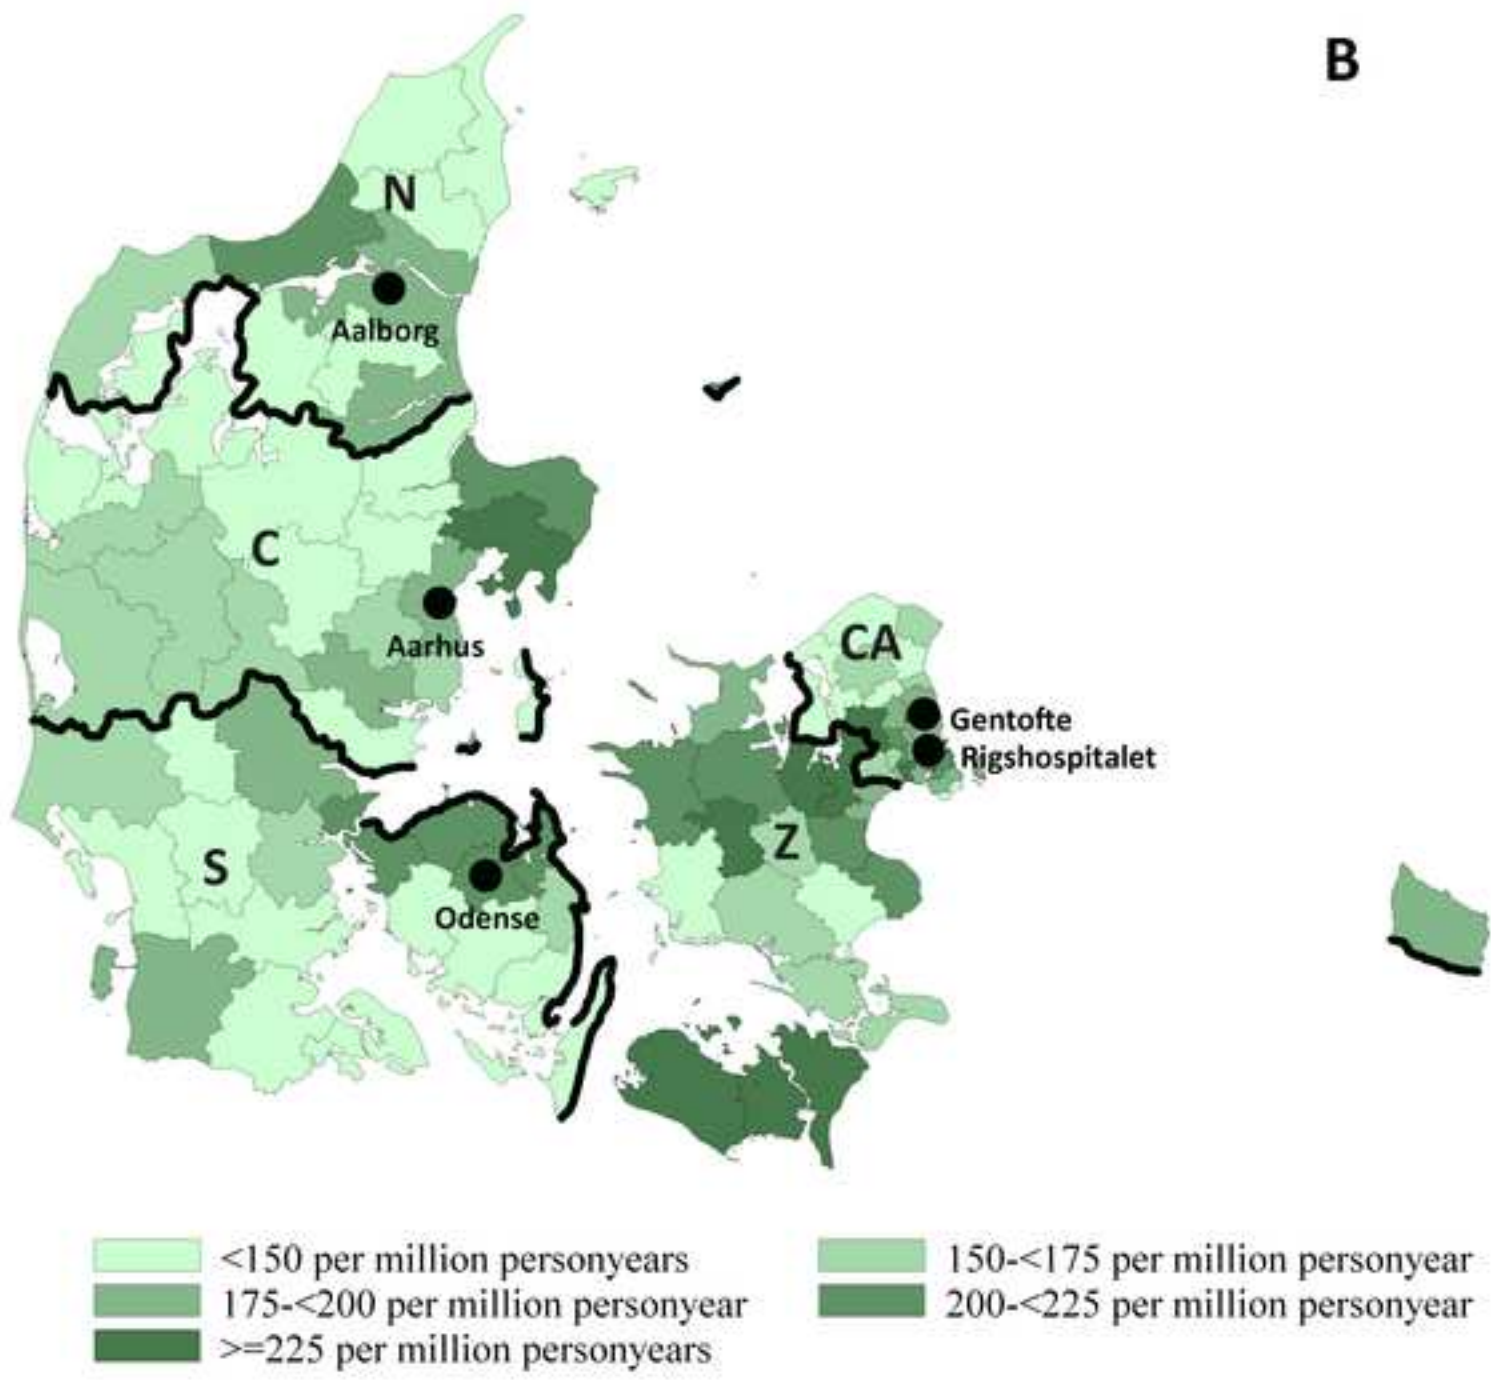 B
N
Aalborg
C
Aarhus
CA
Gentofte
Rigshospitalet
Z
S
Odense
<150 per million personyears
150-<175 per million personyear
175-<200 per million personyear
200-<225 per million personyear
>=225 per million personyears